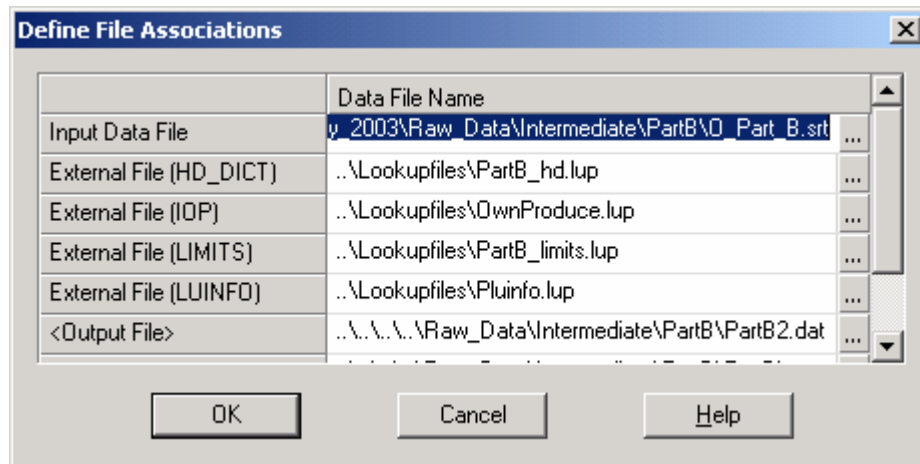 Define File Associations
Data File Name
Input Data File y_2003\Raw_Data\Intermediate\PartB\O_Part_B.srt ...
External File (HD_DICT) ..\Lookupfiles\PartB_hd.lup ...
External File (IOP) ..\Lookupfiles\OwnProduce.lup ...
External File (LIMITS) ..\Lookupfiles\PartB_limits.lup ...
External File (LUINFO) ..\Lookupfiles\Pluinfo.lup ...
<Output File> ..\..\..\..\Raw_Data\Intermediate\PartB\PartB2.dat ...
OK Cancel Help